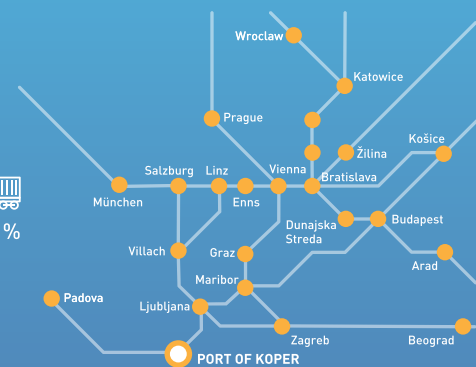 Wroclaw
Katowice
Prague
Košice
Žilina
Salzburg
Linz
Vienna
Bratislava
München
Enns
%
Dunajska
Streda
Budapest
Villach
Graz
Arad
Maribor
Padova
Ljubljana
Zagreb
Beograd
PORT OF KOPER